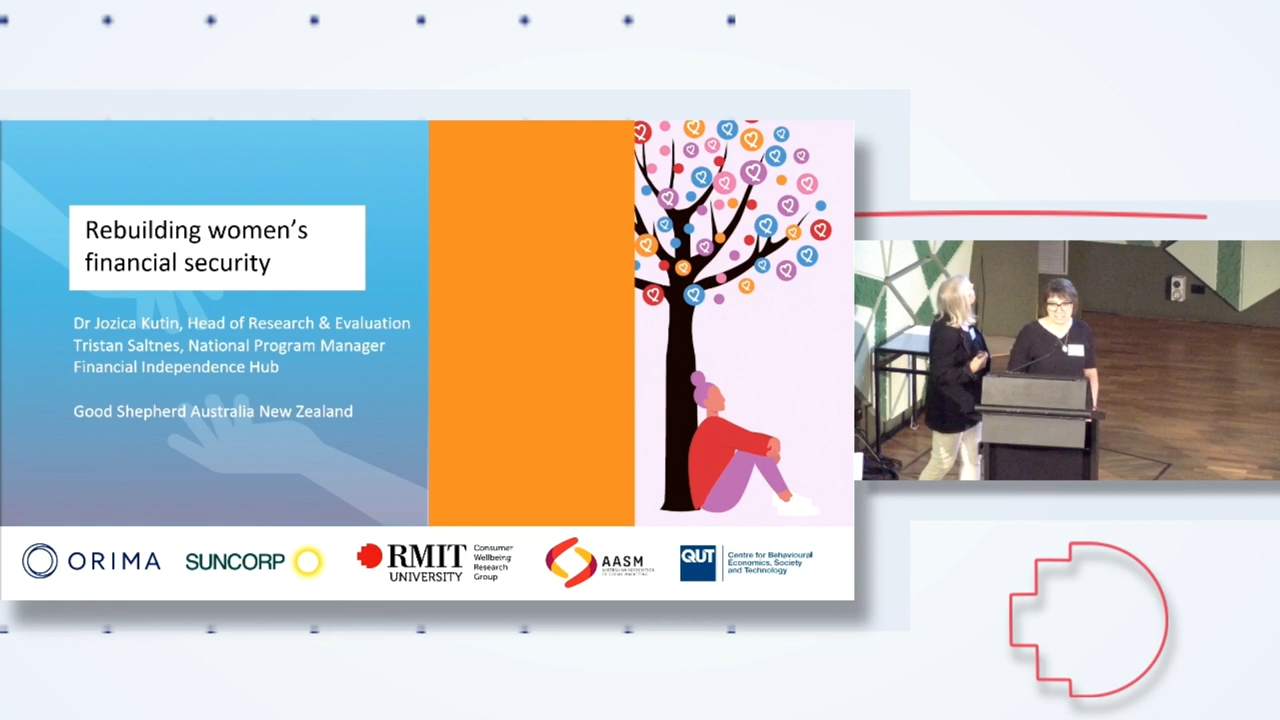 Rebuilding women's
financial security
Dr Jozica Kutin, Head of Research & Evaluation
Tristan Saltnes, National Program Manager
Financial Independence Hub
Good Shepherd Australia New Zealand
ORIMA
SUNCORP
RMIT
UNIVERSITY
Consumer
Wellbeing
Research
Group
AASM
QUT
Centre for Behavioural
Economics, Society
and Technology